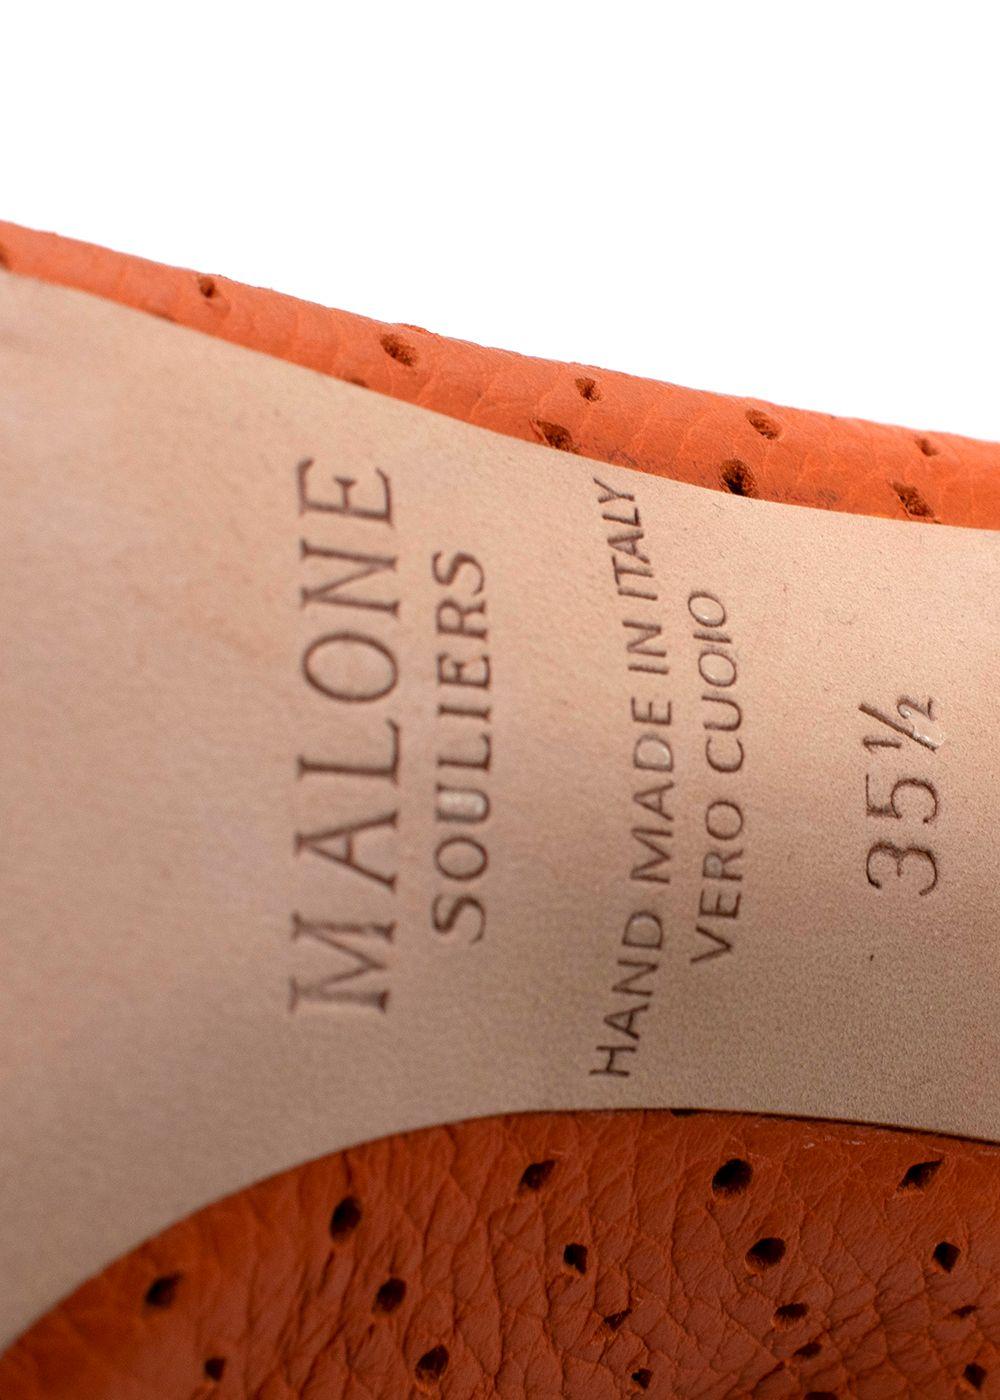 MALONE
SOULIERS
HAND MADE IN ITALY
VERO CUOIO
35½